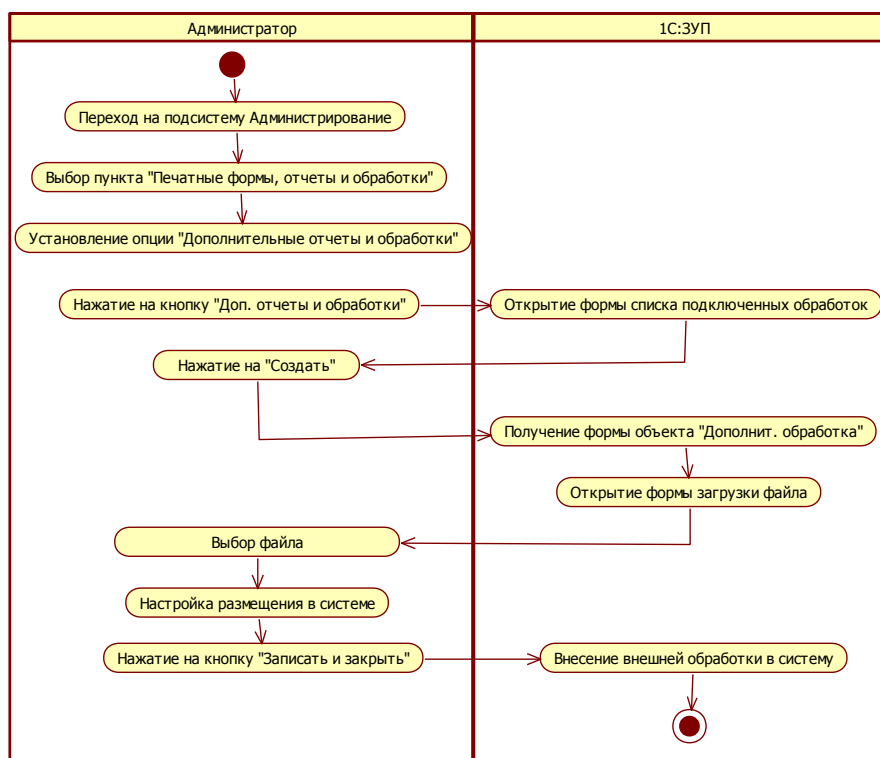 Администратор
1С:ЗУП
Переход на подсистему Администрирование
Выбор пункта "Печатные формы, отчеты и обработки"
Установление опции "Дополнительные отчеты и обработки"
Нажатие на кнопку "Доп. отчеты и обработки"
Открытие формы списка подключенных обработок
Нажатие на "Создать"
Получение формы объекта "Дополнит. обработка"
Открытие формы загрузки файла
Выбор файла
Настройка размещения в системе
Нажатие на кнопку "Записать и закрыть"
Внесение внешней обработки в систему